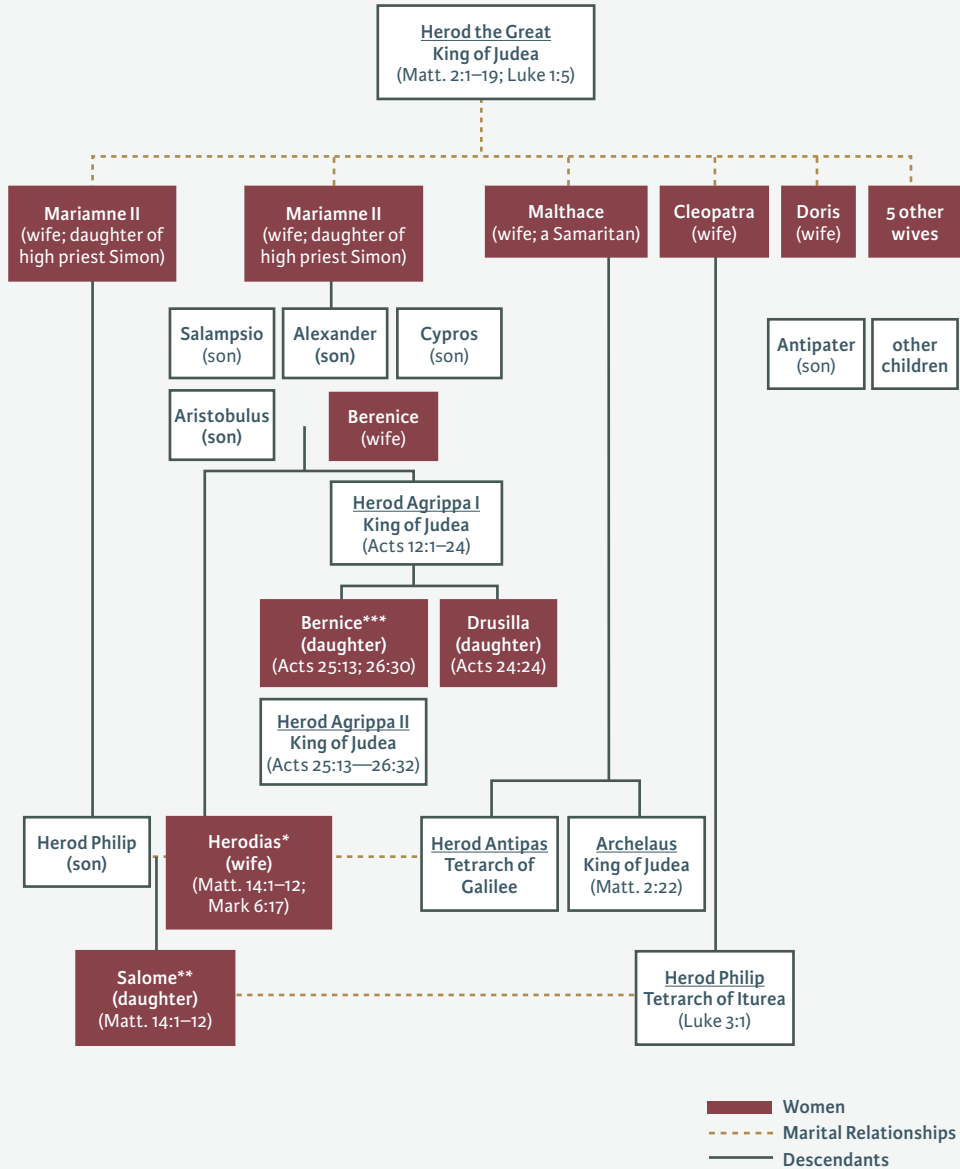 Herod the Great
King of Judea
(Matt. 2:1–19; Luke 1:5)
Mariamne II
(wife; daughter of
high priest Simon)
Mariamne II
(wife; daughter of
high priest Simon)
Malthace
(wife; a Samaritan)
Cleopatra
(wife)
Doris
(wife)
5 other
wives
Salampsio
(son)
Alexander
(son)
Cypros
(son)
Antipater
(son)
other
children
Aristobulus
(son)
Berenice
(wife)
Herod Agrippa I
King of Judea
(Acts 12:1–24)
Bernice***
(daughter)
(Acts 25:13; 26:30)
Drusilla
(daughter)
(Acts 24:24)
Herod Agrippa II
King of Judea
(Acts 25:13—26:32)
Herod Philip
(son)
Herodias*
(wife)
(Matt. 14:1–12;
Mark 6:17)
Herod Antipas
Tetrarch of
Galilee
Archelaus
King of Judea
(Matt. 2:22)
Salome**
(daughter)
(Matt. 14:1–12)
Herod Philip
Tetrarch of Iturea
(Luke 3:1)
Women
Marital Relationships
Descendants